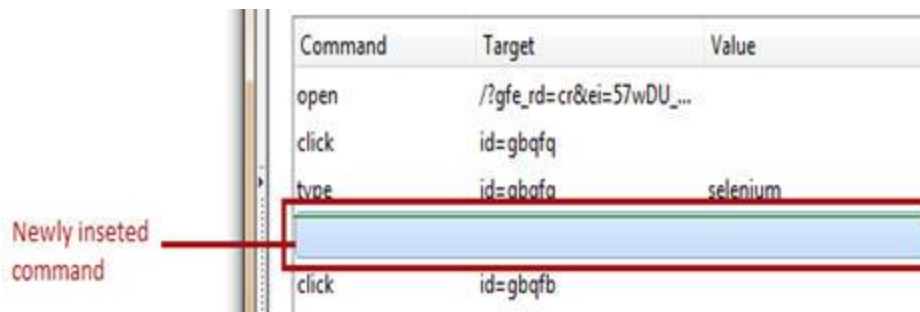 Command Target Value
open /?gfe_rd=cr&ei=57wDU_...
click id=gbqfq
type id=gbqfq selenium
Newly inseted
command
click id=gbqfb